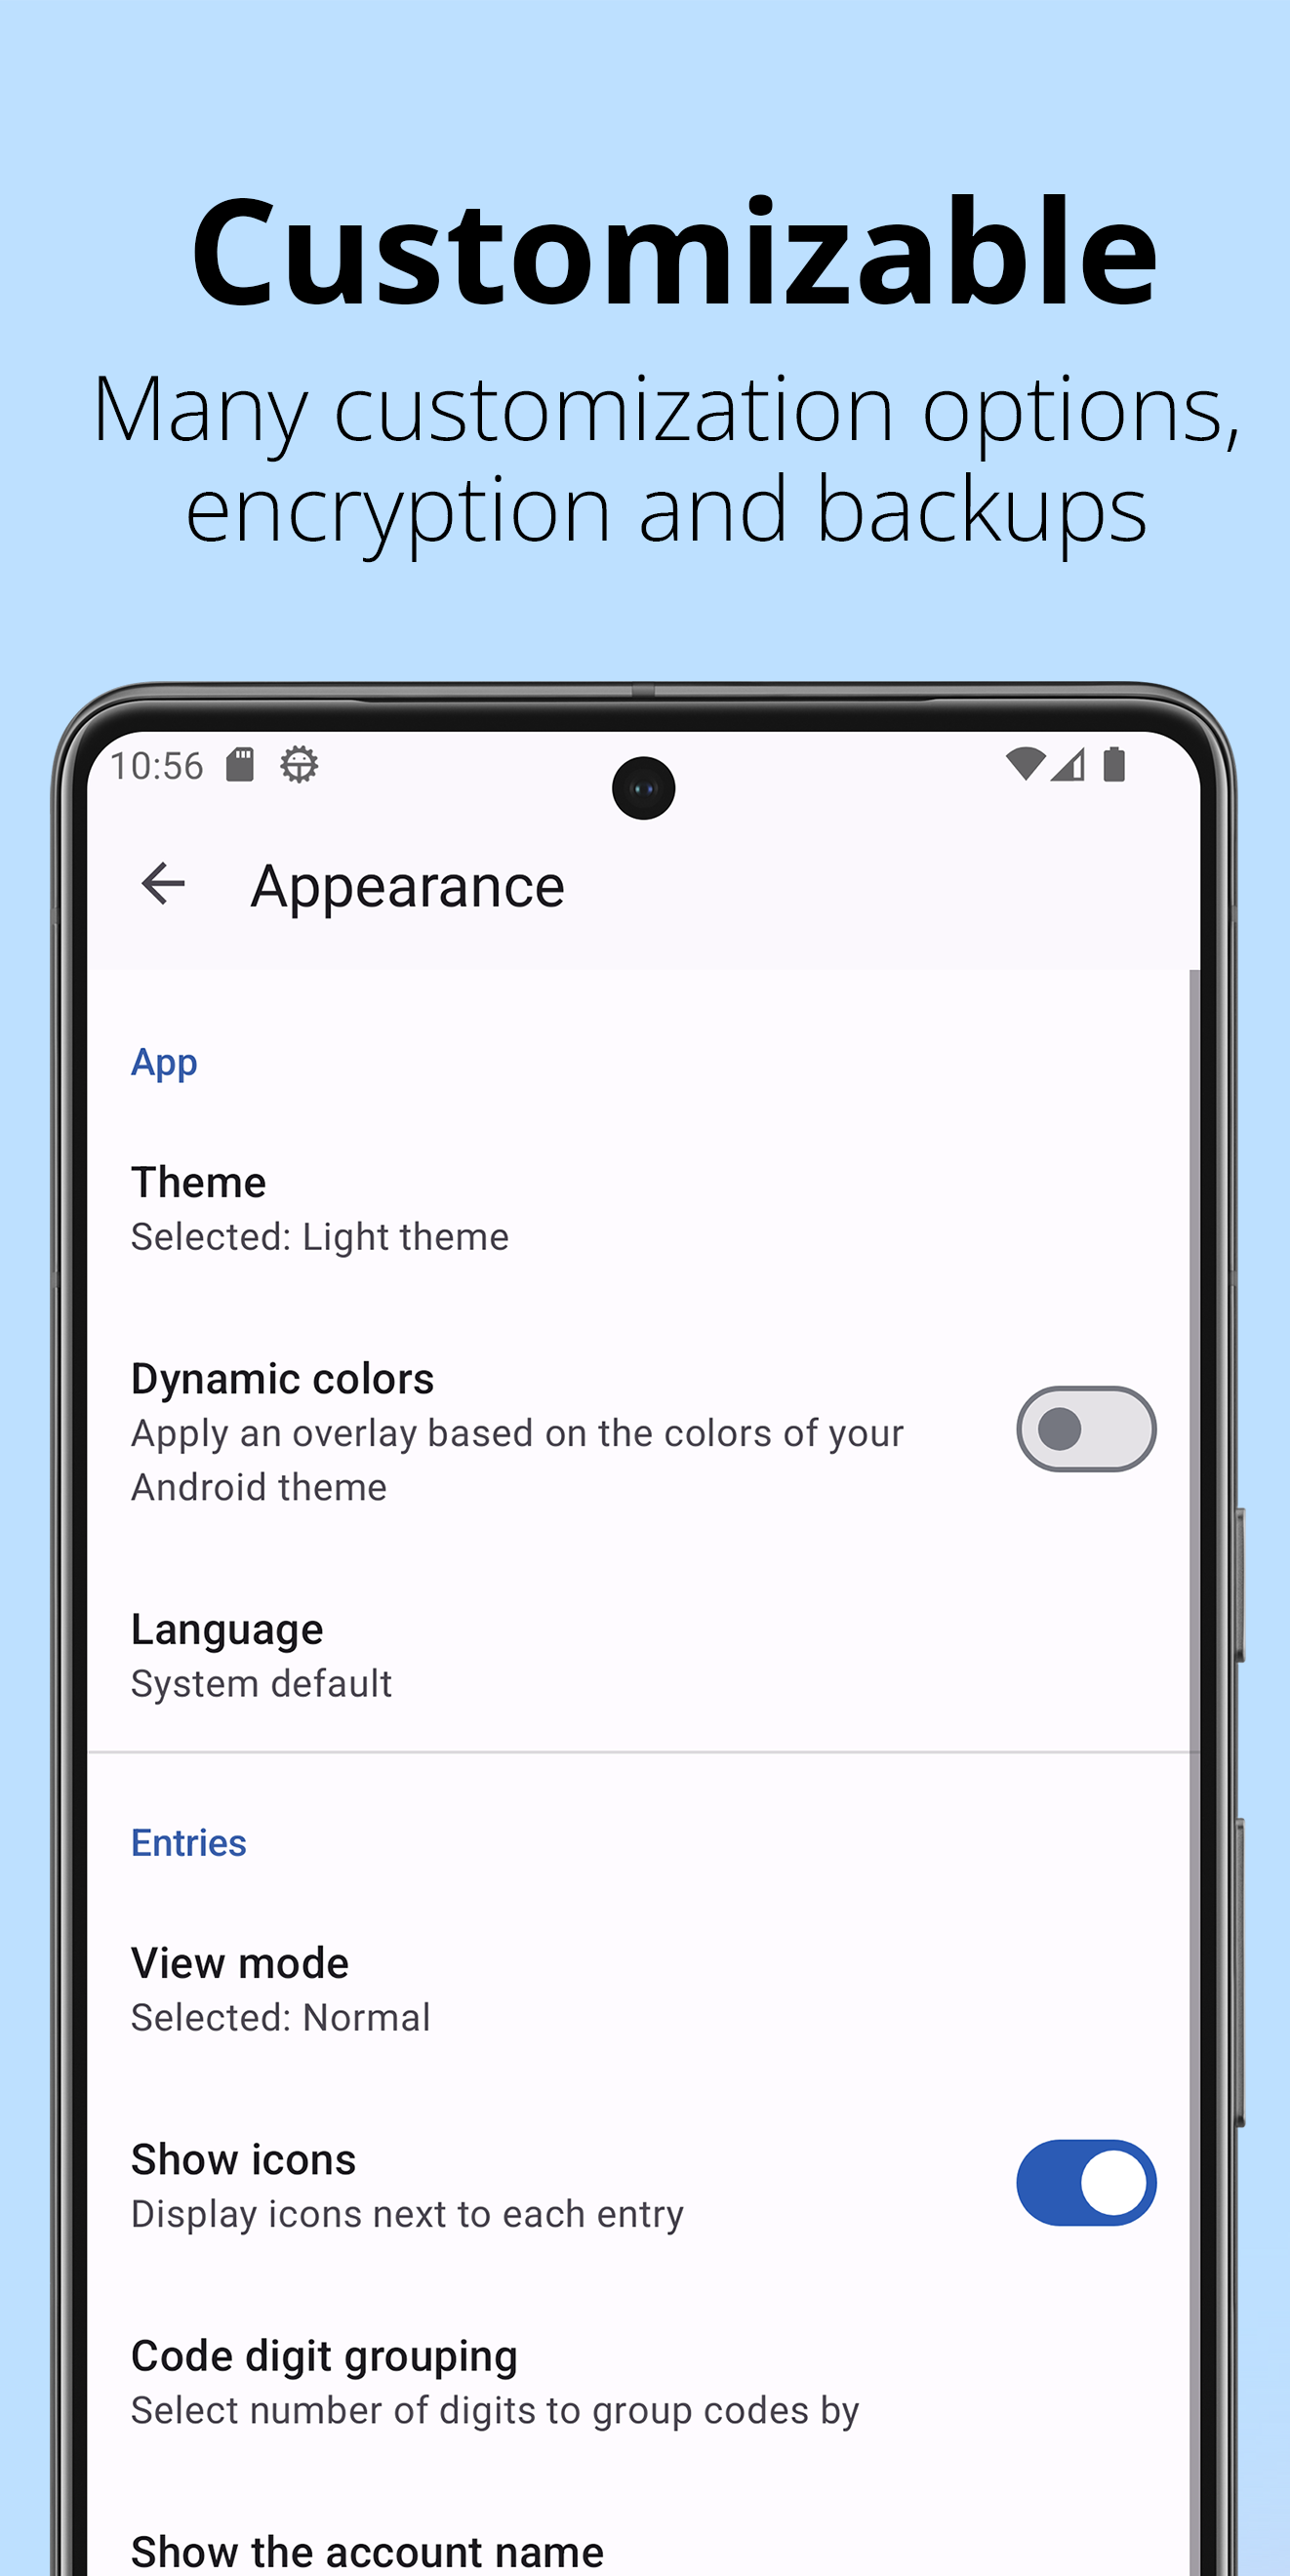 Customizable
Many customization options,
encryption and backups
10:56
Appearance
App
Theme
Selected: Light theme
Dynamic colors
Apply an overlay based on the colors of your
Android theme
Language
System default
Entries
View mode
Selected: Normal
Show icons
Display icons next to each entry
Code digit grouping
Select number of digits to group codes by
Show the account name